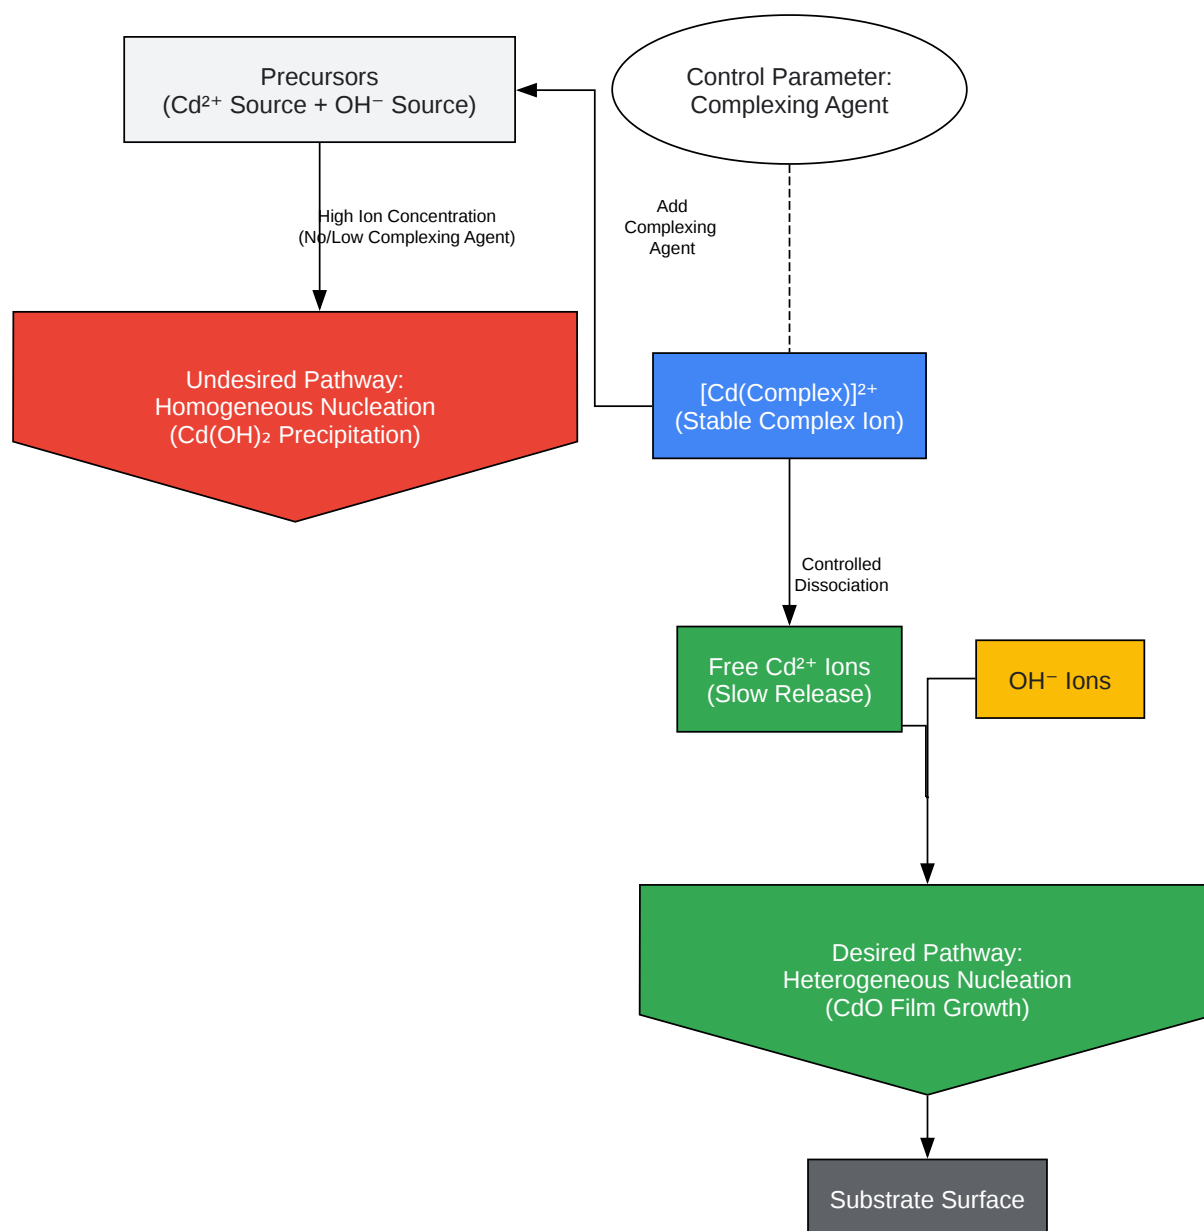 Precursors
(Cd²⁺ Source + OH⁻ Source)
Control Parameter:
Complexing Agent
High Ion Concentration
(No/Low Complexing Agent)
Add
Complexing
Agent
Undesired Pathway:
Homogeneous Nucleation
(Cd(OH)₂ Precipitation)
[Cd(Complex)]²⁺
(Stable Complex Ion)
Controlled
Dissociation
Free Cd²⁺ Ions
(Slow Release)
OH⁻ Ions
Desired Pathway:
Heterogeneous Nucleation
(CdO Film Growth)
Substrate Surface